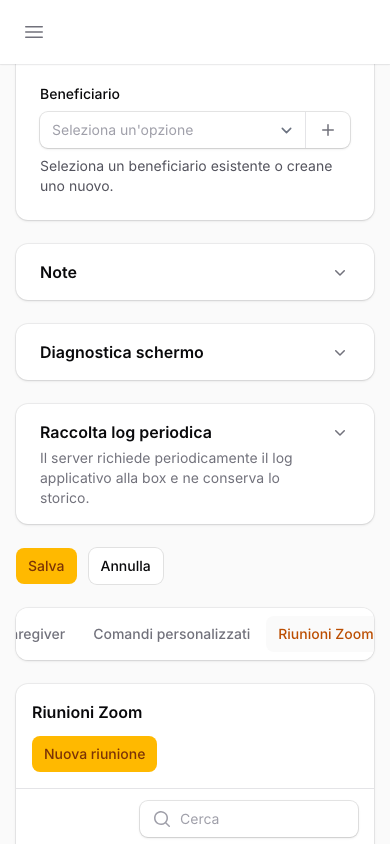 Beneficiario
Seleziona un'opzione
Seleziona un beneficiario esistente o creane
uno nuovo.
Note
Diagnostica schermo
Raccolta log periodica
Il server richiede periodicamente il log
applicativo alla box e ne conserva lo
storico.
Salva Annulla
Comandi personalizzati Riunioni Zoom
Riunioni Zoom
Nuova riunione
Cerca